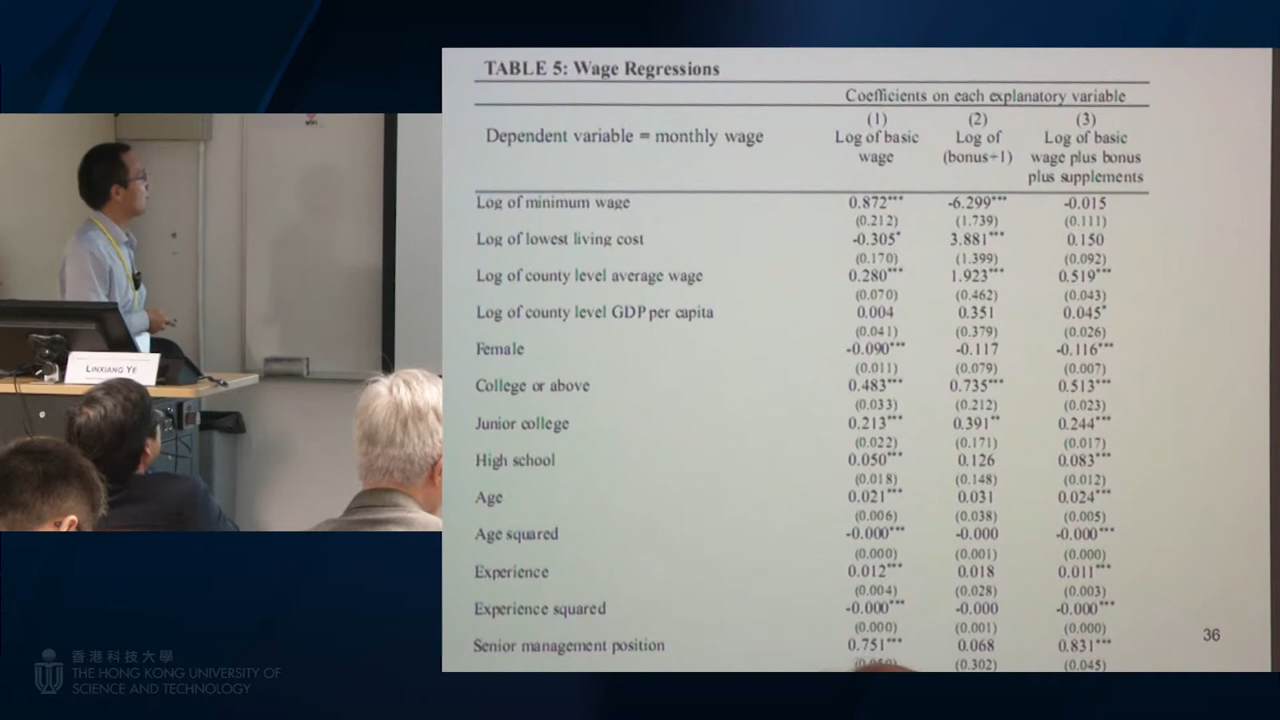 TABLE 5: Wage Regressions
Coefficients on each explanatory variable
Dependent variable = monthly wage
(1) Log of basic wage
(2) Log of (bonus+1)
(3) Log of basic wage plus bonus plus supplements
Log of minimum wage 0.872*** -6.299*** -0.015
(0.212) (1.739) (0.111)
Log of lowest living cost -0.305* 3.881*** 0.150
(0.170) (1.399) (0.092)
Log of county level average wage 0.280*** 1.923*** 0.519***
(0.070) (0.462) (0.043)
Log of county level GDP per capita 0.004 0.351 0.045*
(0.041) (0.379) (0.026)
Female -0.090*** -0.117 -0.116***
(0.011) (0.079) (0.007)
College or above 0.483*** 0.735*** 0.513***
(0.033) (0.212) (0.023)
Junior college 0.213*** 0.391** 0.244***
(0.022) (0.171) (0.017)
High school 0.050*** 0.126 0.083***
(0.018) (0.148) (0.012)
Age 0.021*** 0.031 0.024***
(0.006) (0.038) (0.005)
Age squared -0.000*** -0.000 -0.000***
(0.000) (0.001) (0.000)
Experience 0.012*** 0.018 0.011***
(0.004) (0.028) (0.003)
Experience squared -0.000*** -0.000 -0.000***
(0.000) (0.001) (0.000)
Senior management position 0.751*** 0.068 0.831***
(0.302) (0.045)
36
LINXIANG YE
香港科技大學
THE HONG KONG UNIVERSITY OF
SCIENCE AND TECHNOLOGY